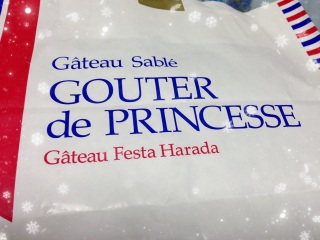 Gâteau Sablé
GOUTER
de PRINCESSE
Gâteau Festa Harada